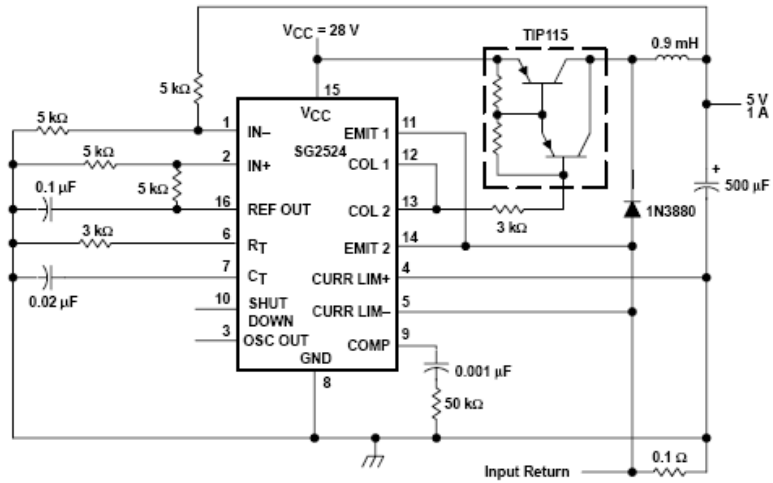 VCC = 28 V
TIP115
0.9 mH
5 kΩ
15
5 V
1 A
5 kΩ
1
IN–
VCC
EMIT 1
11
SG2524
5 kΩ
2
IN+
COL 1
12
5 kΩ
0.1 µF
16
REF OUT
COL 2
13
3 kΩ
+
500 µF
1N3880
3 kΩ
6
RT
EMIT 2
14
7
CT
CURR LIM+
4
0.02 µF
10
SHUT
DOWN
CURR LIM–
5
3
OSC OUT
COMP
9
GND
8
0.001 µF
50 kΩ
0.1 Ω
Input Return